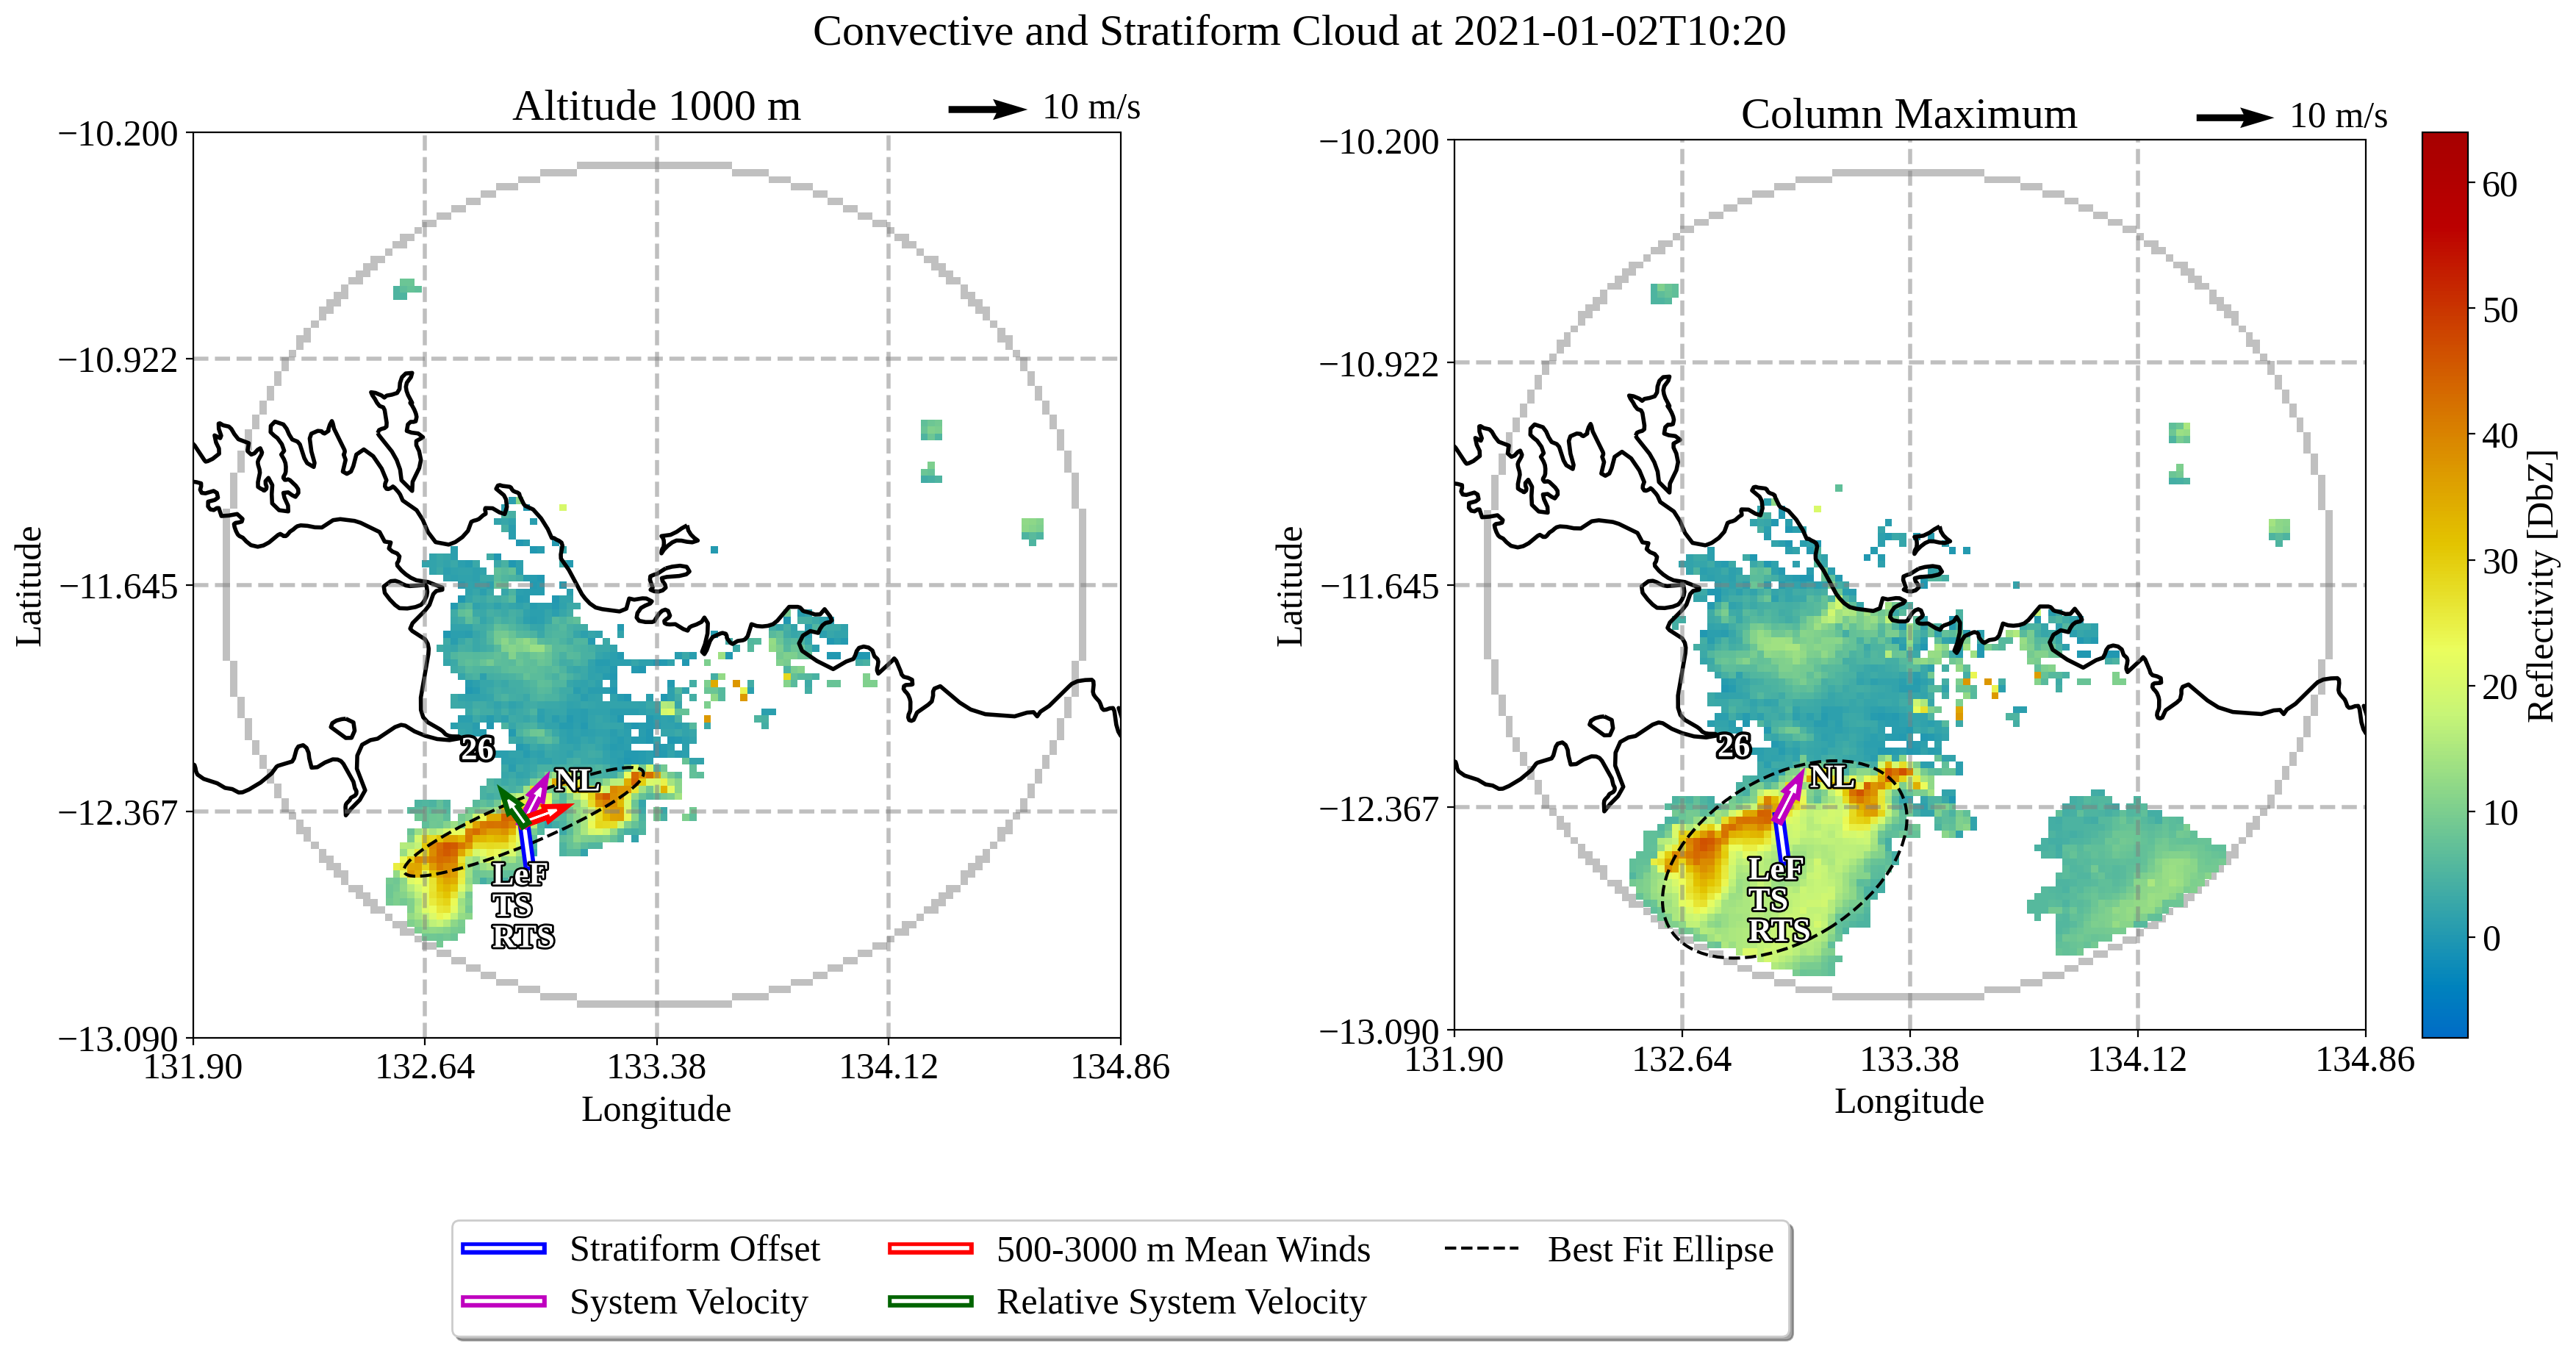 Convective and Stratiform Cloud at 2021-01-02T10:20
Altitude 1000 m
10 m/s
−10.200
−10.922
−11.645
−12.367
−13.090
Latitude
131.90
132.64
133.38
134.12
134.86
Longitude
26
NL
LeF
TS
RTS
Column Maximum
10 m/s
−10.200
−10.922
−11.645
−12.367
−13.090
Latitude
131.90
132.64
133.38
134.12
134.86
Longitude
26
NL
LeF
TS
RTS
60
50
40
30
20
10
0
Reflectivity [DbZ]
Stratiform Offset
System Velocity
500-3000 m Mean Winds
Relative System Velocity
Best Fit Ellipse